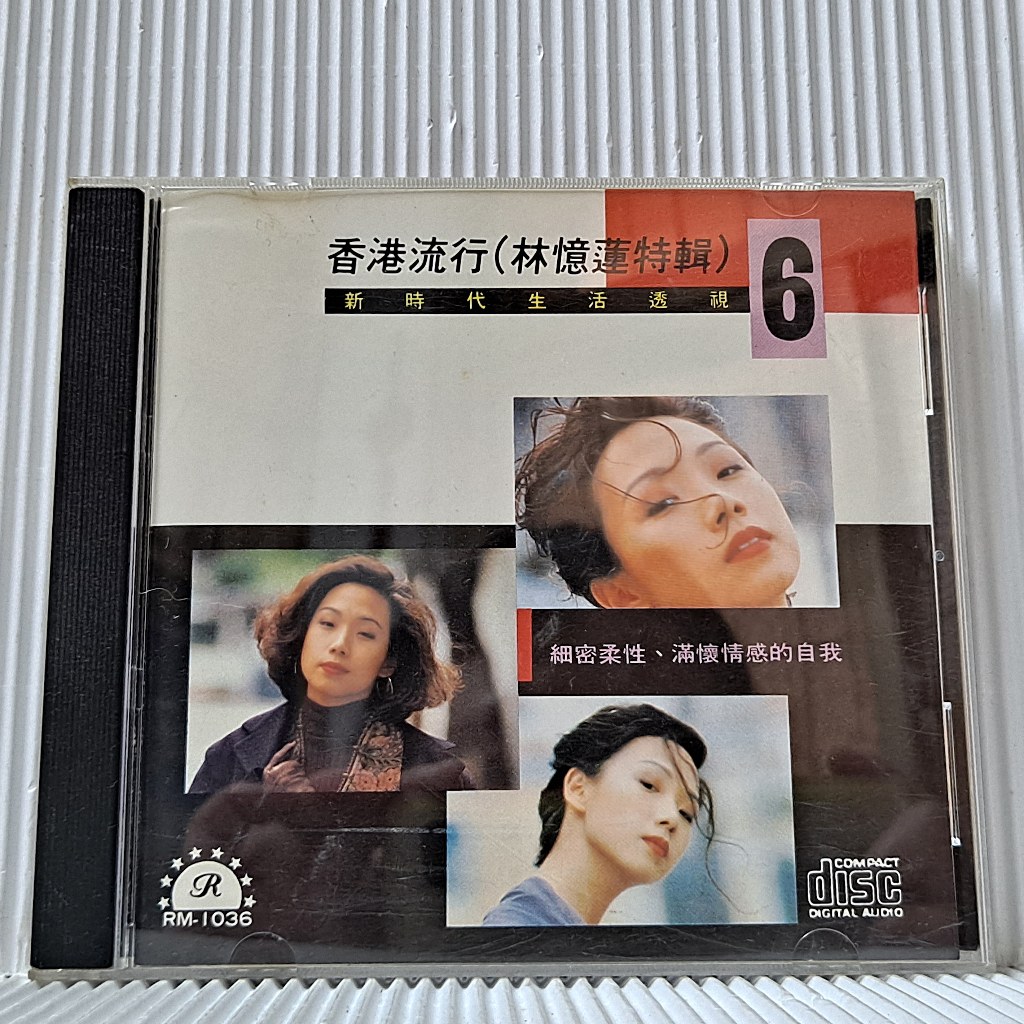 香港流行(林憶蓮特輯)
新時代生活透視
6
細密柔性、滿懷情感的自我
R
RM-1036
COMPACT
disc
DIGITAL AUDIO